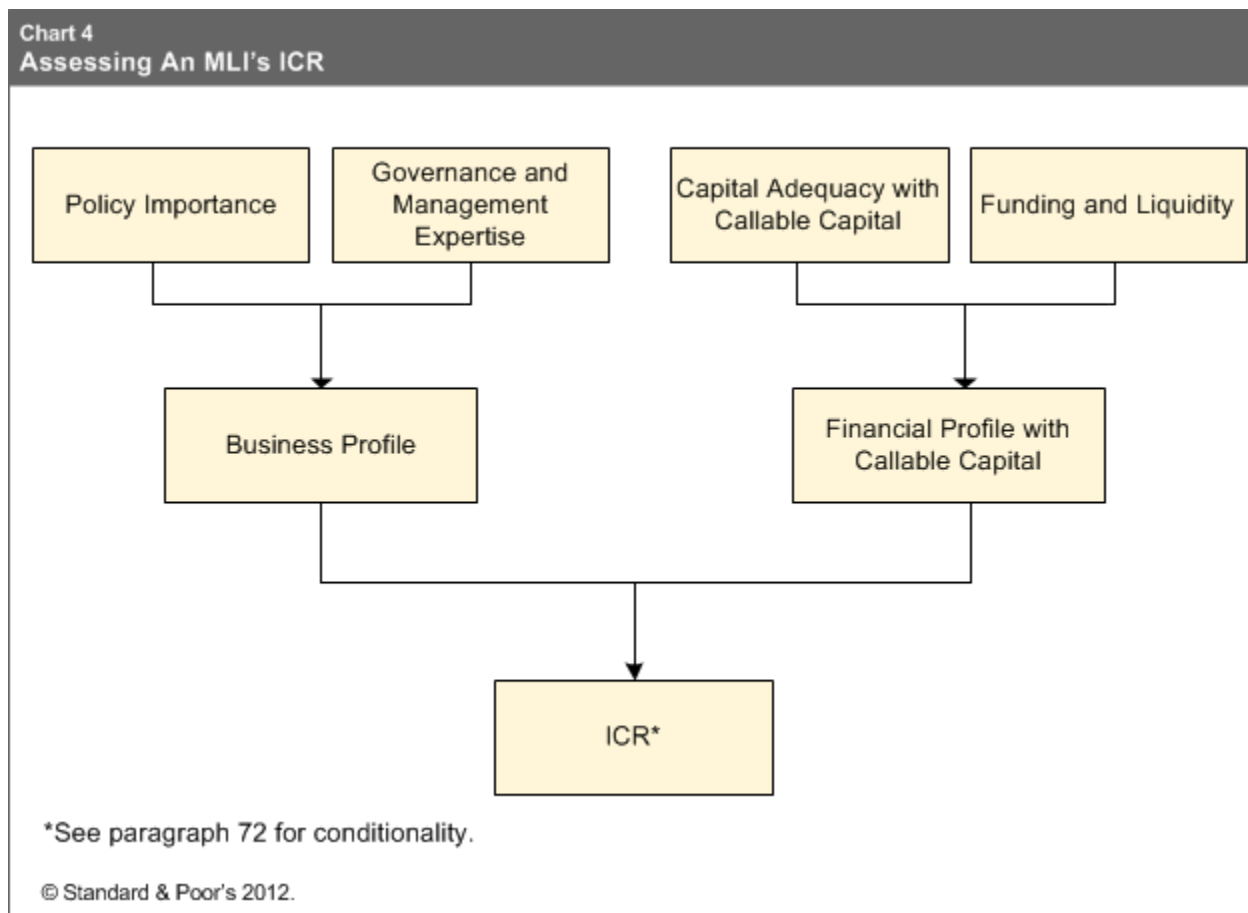 Chart 4
Assessing An MLI's ICR
Policy Importance
Governance and
Management
Expertise
Capital Adequacy with
Callable Capital
Funding and Liquidity
Business Profile
Financial Profile with
Callable Capital
ICR*
*See paragraph 72 for conditionality.
© Standard & Poor's 2012.